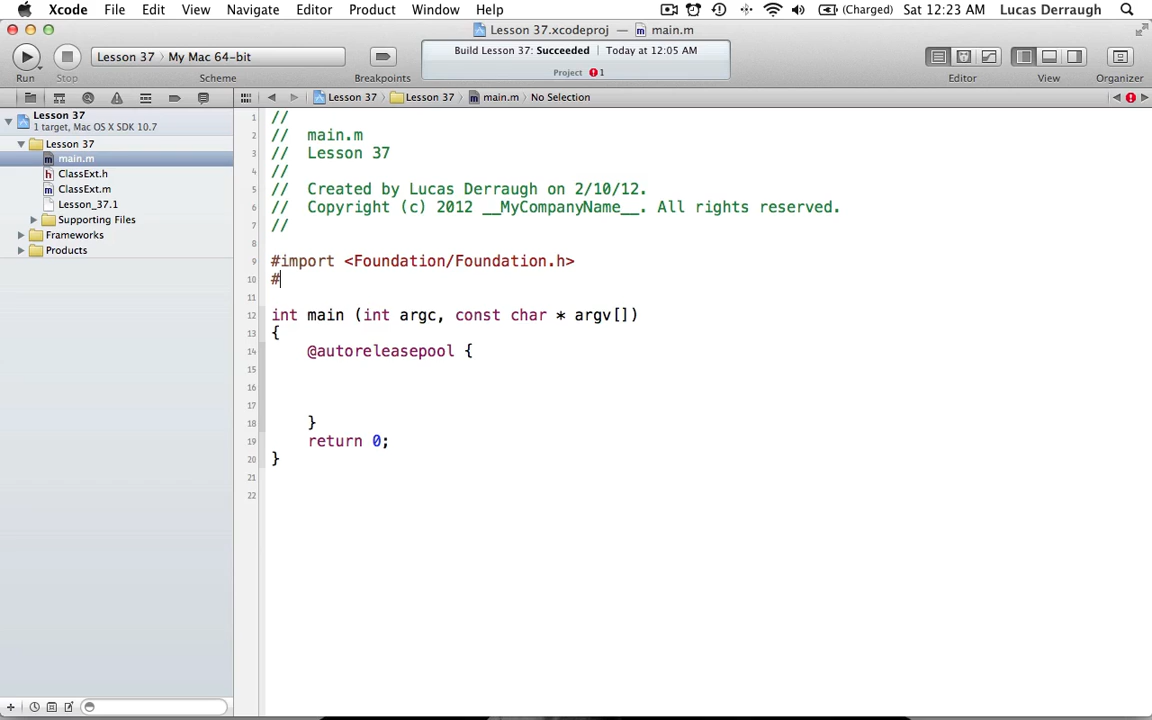 Xcode File Edit View Navigate Editor Product Window Help (Charged) Sat 12:23 AM Lucas Derraugh
Lesson 37.xcodeproj — main.m
Lesson 37 My Mac 64-bit
Build Lesson 37: Succeeded Today at 12:05 AM
Project 1
Run Stop Scheme Breakpoints Editor View Organizer
Lesson 37 Lesson 37 main.m No Selection
Lesson 37
1 target, Mac OS X SDK 10.7
Lesson 37
main.m
ClassExt.h
ClassExt.m
Lesson_37.1
Supporting Files
Frameworks
Products
1 //
2 // main.m
3 // Lesson 37
4 //
5 // Created by Lucas Derraugh on 2/10/12.
6 // Copyright (c) 2012 __MyCompanyName__. All rights reserved.
7 //
8
9 #import <Foundation/Foundation.h>
10 #
11
12 int main (int argc, const char * argv[])
13 {
14 @autoreleasepool {
15
16
17
18 }
19 return 0;
20 }
21
22